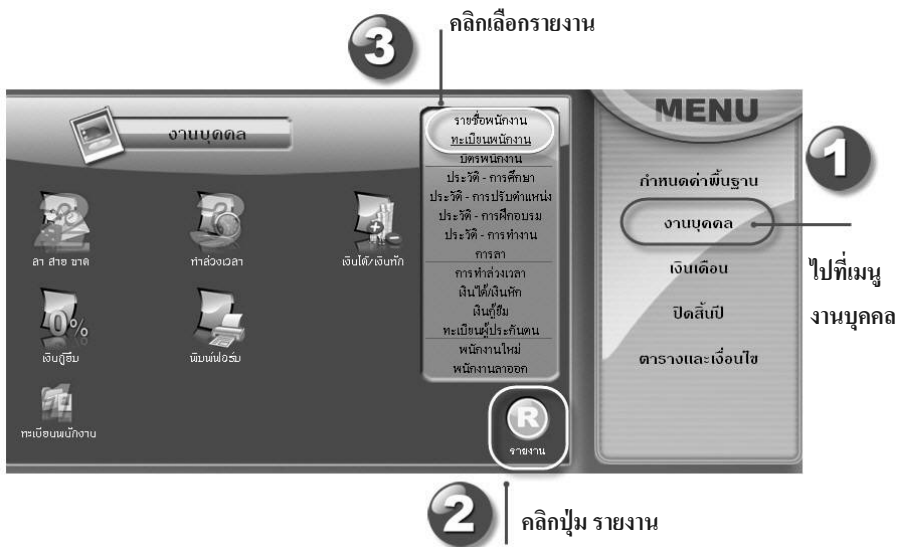 3
คลิกเลือกรายงาน
งานบุคคล
ลา สาย ขาด
ทำล่วงเวลา
เงินได้/เงินหัก
0%
เงินกู้ยืม
พิมพ์ฟอร์ม
ทะเบียนพนักงาน
รายชื่อพนักงาน
ทะเบียนพนักงาน
บัตรพนักงาน
ประวัติ - การศึกษา
ประวัติ - การปรับตำแหน่ง
ประวัติ - การฝึกอบรม
ประวัติ - การทำงาน
การลา
การทำล่วงเวลา
เงินได้/เงินหัก
เงินกู้ยืม
ทะเบียนผู้ประกันตน
พนักงานใหม่
พนักงานลาออก
R
รายงาน
MENU
กำหนดค่าพื้นฐาน
งานบุคคล
เงินเดือน
ปิดสิ้นปี
ตารางและเงื่อนไข
1
ไปที่เมนู
งานบุคคล
2
คลิกปุ่ม รายงาน